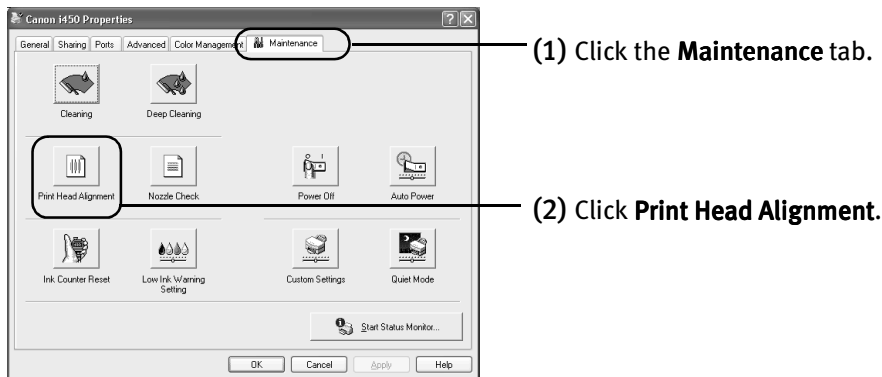 Canon i450 Properties
General Sharing Ports Advanced Color Management Maintenance
(1) Click the Maintenance tab.
Cleaning Deep Cleaning
Print Head Alignment Nozzle Check Power Off Auto Power
(2) Click Print Head Alignment.
Ink Counter Reset Low Ink Warning Setting Custom Settings Quiet Mode
Start Status Monitor...
OK Cancel Apply Help